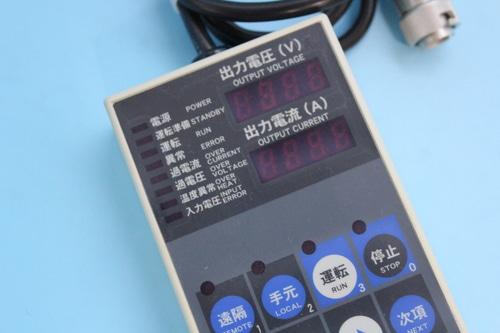 出力電圧 (V)
OUTPUT VOLTAGE
電源 POWER
運転準備 STANDBY
運転 RUN
異常 ERROR
過電流 OVER CURRENT
過電圧 OVER VOLTAGE
温度異常 OVER HEAT
入力電圧 INPUT ERROR
出力電流 (A)
OUTPUT CURRENT
遠隔
REMOTE 1
手元
LOCAL 2
運転
RUN 3
停止
STOP 0
次項
NEXT